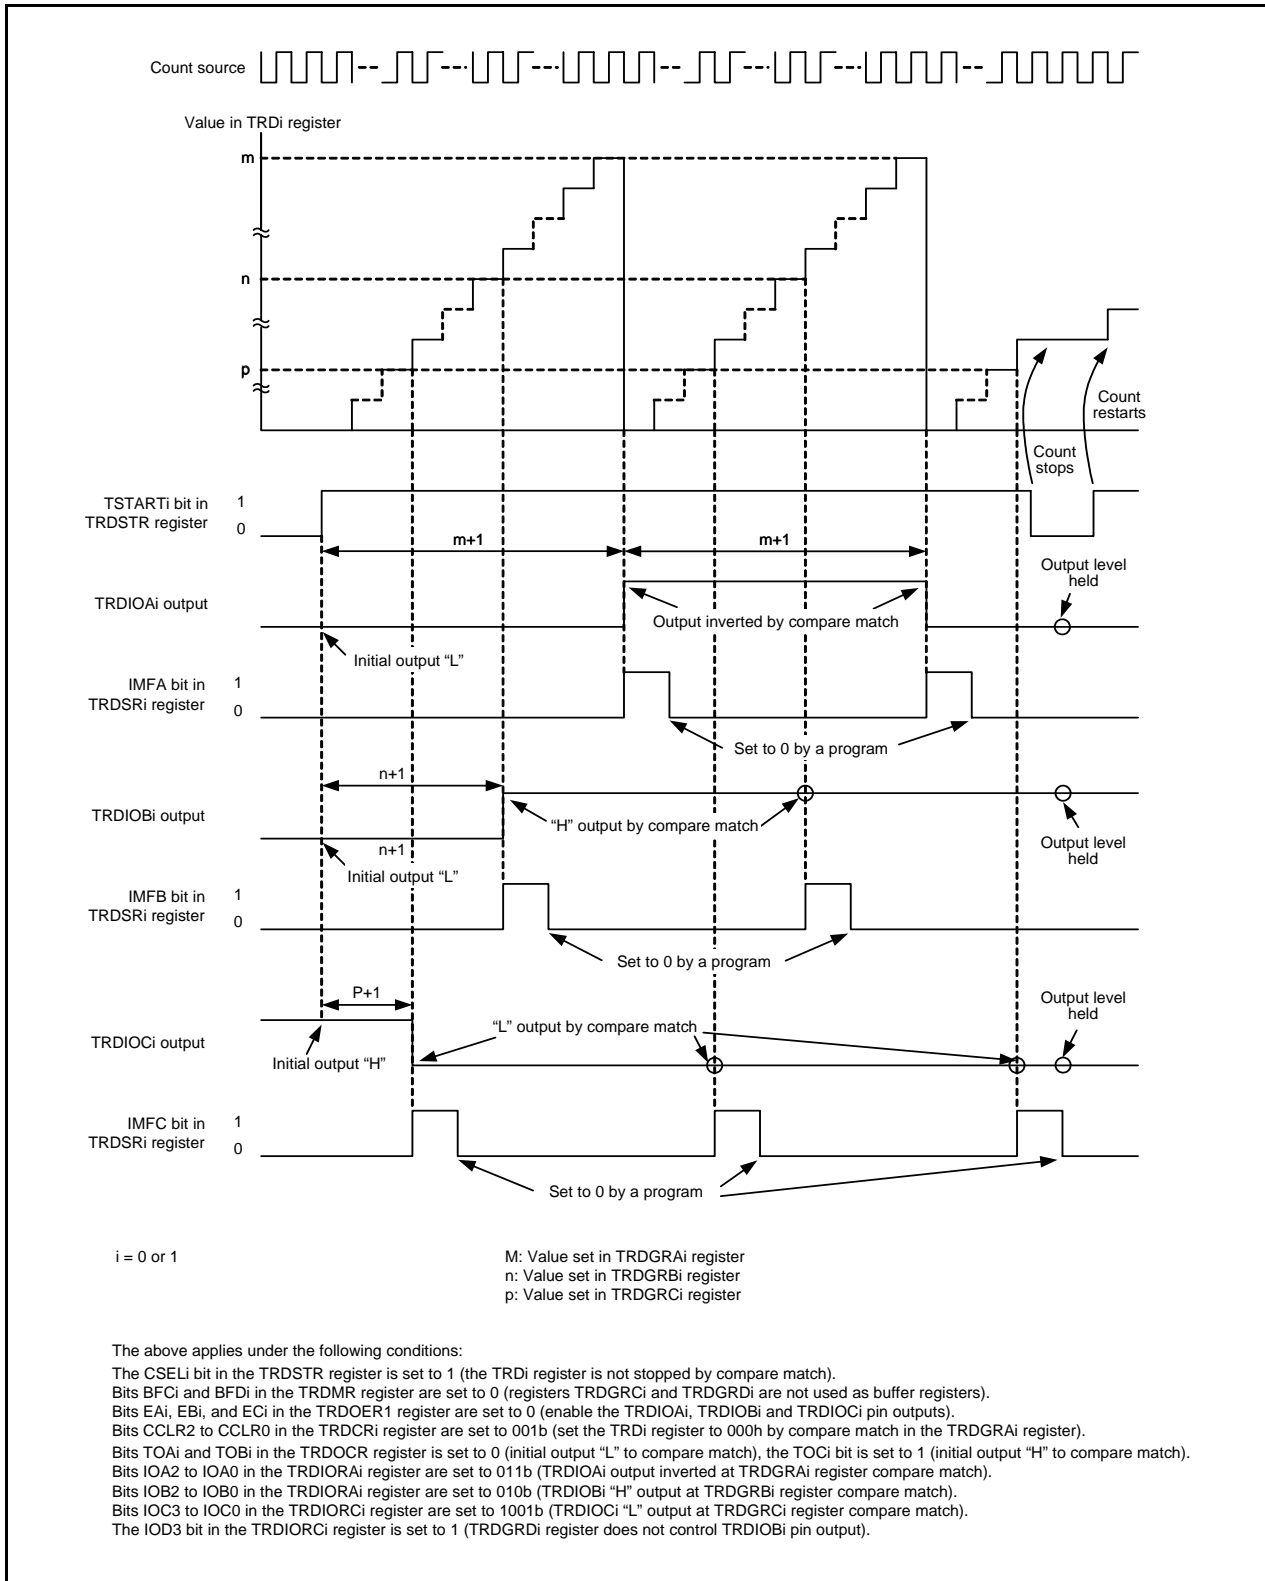 Count source
Value in TRDi register
m
n
p
Count
restarts
Count
stops
TSTARTi bit in
TRDSTR register
1
0
m+1
m+1
Output level
held
TRDIOAi output
Output inverted by compare match
Initial output “L”
IMFA bit in
TRDSRi register
1
0
Set to 0 by a program
n+1
TRDIOBi output
“H” output by compare match
n+1
Output level
held
Initial output “L”
IMFB bit in
TRDSRi register
1
0
Set to 0 by a program
P+1
Output level
held
“L” output by compare match
TRDIOCi output
Initial output “H”
IMFC bit in
TRDSRi register
1
0
Set to 0 by a program
i = 0 or 1
M: Value set in TRDGRAi register
n: Value set in TRDGRBi register
p: Value set in TRDGRCi register
The above applies under the following conditions:
The CSELi bit in the TRDSTR register is set to 1 (the TRDi register is not stopped by compare match).
Bits BFCi and BFDi in the TRDMR register are set to 0 (registers TRDGRCi and TRDGRDi are not used as buffer registers).
Bits EAi, EBi, and ECi in the TRDOER1 register are set to 0 (enable the TRDIOAi, TRDIOBi and TRDIOCi pin outputs).
Bits CCLR2 to CCLR0 in the TRDCRi register are set to 001b (set the TRDi register to 000h by compare match in the TRDGRAi register).
Bits TOAi and TOBi in the TRDOCR register is set to 0 (initial output “L” to compare match), the TOCi bit is set to 1 (initial output “H” to compare match).
Bits IOA2 to IOA0 in the TRDIORAi register are set to 011b (TRDIOAi output inverted at TRDGRAi register compare match).
Bits IOB2 to IOB0 in the TRDIORAi register are set to 010b (TRDIOBi “H” output at TRDGRBi register compare match).
Bits IOC3 to IOC0 in the TRDIORCi register are set to 1001b (TRDIOCi “L” output at TRDGRCi register compare match).
The IOD3 bit in the TRDIORCi register is set to 1 (TRDGRDi register does not control TRDIOBi pin output).